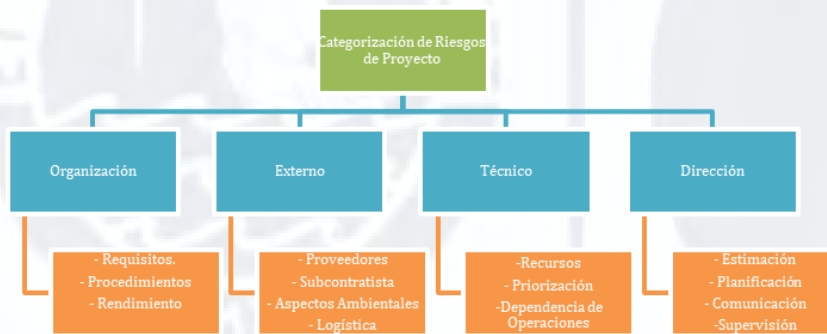 Categorización de Riesgos
de Proyecto
Organización
Externo
Técnico
Dirección
- Requisitos.
- Procedimientos
- Rendimiento
- Proveedores
- Subcontratista
- Aspectos Ambientales
- Logística
-Recursos
- Priorización
-Dependencia de
Operaciones
- Estimación
- Planificación
- Comunicación
-Supervisión